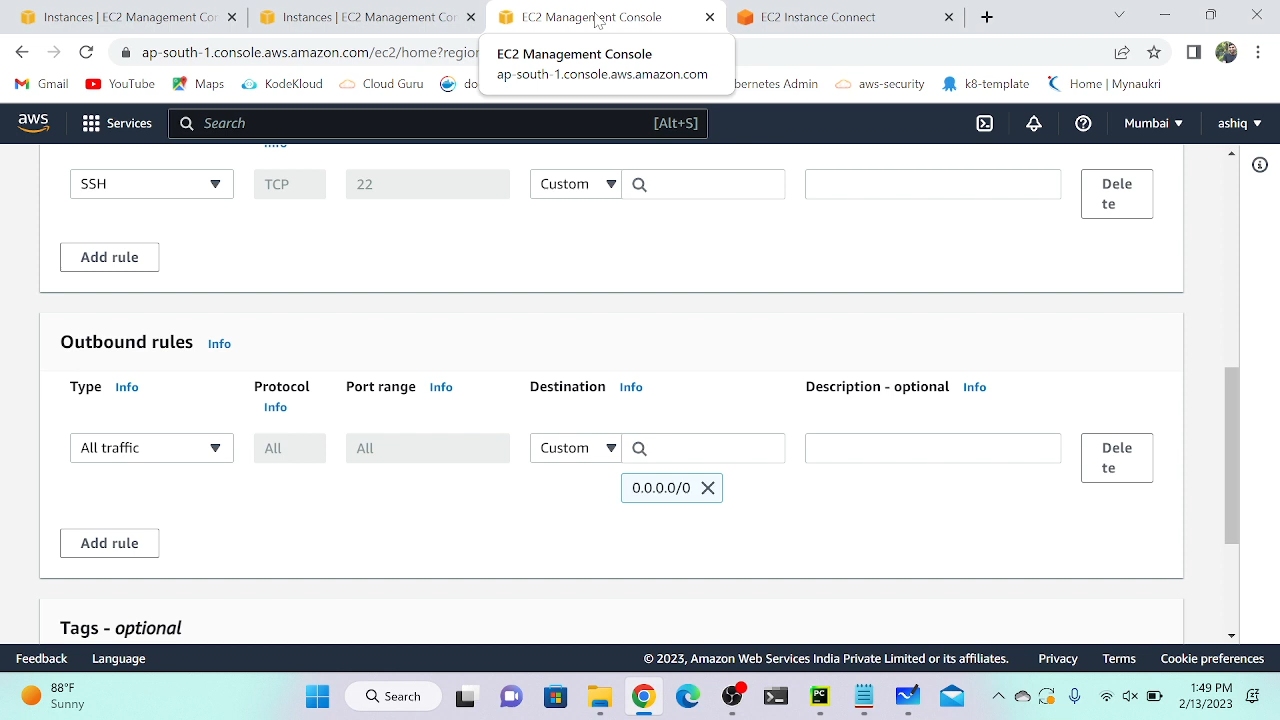 Instances | EC2 Management Con
Instances | EC2 Management Con
EC2 Management Console
EC2 Instance Connect
ap-south-1.console.aws.amazon.com/ec2/home?region
EC2 Management Console
ap-south-1.console.aws.amazon.com
Gmail
YouTube
Maps
KodeKloud
Cloud Guru
Admin
aws-security
k8-template
Home | Mynaukri
aws
Services
Search
[Alt+S]
Mumbai
ashiq
Info
SSH
TCP
22
Custom
Dele
te
Add rule
Outbound rules Info
Type Info
Protocol
Info
Port range Info
Destination Info
Description - optional Info
All traffic
All
All
Custom
Dele
te
0.0.0.0/0
Add rule
Tags - optional
Feedback
Language
© 2023, Amazon Web Services India Private Limited or its affiliates.
Privacy
Terms
Cookie preferences
88°F
Sunny
Search
1:49 PM
2/13/2023